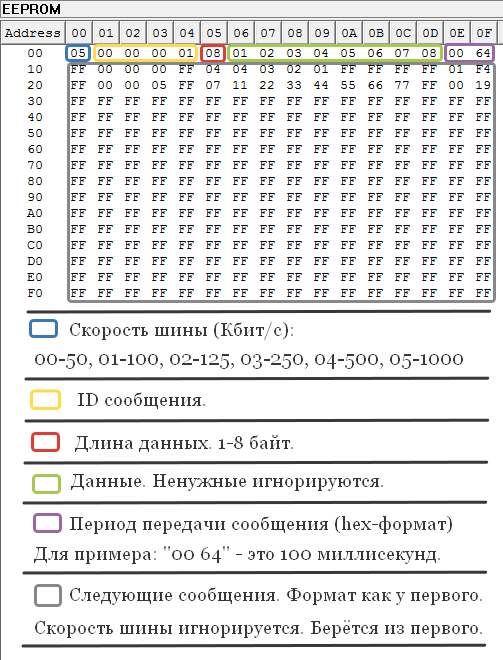 EEPROM
Address 00 01 02 03 04 05 06 07 08 09 0A 0B 0C 0D 0E 0F
00 05 00 00 00 01 08 01 02 03 04 05 06 07 08 00 64
10 FF 00 00 00 FF 04 04 03 02 01 FF FF FF FF 01 F4
20 FF 00 00 05 FF 07 11 22 33 44 55 66 77 FF 00 19
30 FF FF FF FF FF FF FF FF FF FF FF FF FF FF FF FF
40 FF FF FF FF FF FF FF FF FF FF FF FF FF FF FF FF
50 FF FF FF FF FF FF FF FF FF FF FF FF FF FF FF FF
60 FF FF FF FF FF FF FF FF FF FF FF FF FF FF FF FF
70 FF FF FF FF FF FF FF FF FF FF FF FF FF FF FF FF
80 FF FF FF FF FF FF FF FF FF FF FF FF FF FF FF FF
90 FF FF FF FF FF FF FF FF FF FF FF FF FF FF FF FF
A0 FF FF FF FF FF FF FF FF FF FF FF FF FF FF FF FF
B0 FF FF FF FF FF FF FF FF FF FF FF FF FF FF FF FF
C0 FF FF FF FF FF FF FF FF FF FF FF FF FF FF FF FF
D0 FF FF FF FF FF FF FF FF FF FF FF FF FF FF FF FF
E0 FF FF FF FF FF FF FF FF FF FF FF FF FF FF FF FF
F0 FF FF FF FF FF FF FF FF FF FF FF FF FF FF FF FF
Скорость шины (Кбит/с):
00-50, 01-100, 02-125, 03-250, 04-500, 05-1000
ID сообщения.
Длина данных. 1-8 байт.
Данные. Ненужные игнорируются.
Период передачи сообщения (hex-формат)
Для примера: "00 64" - это 100 миллисекунд.
Следующие сообщения. Формат как у первого.
Скорость шины игнорируется. Берётся из первого.